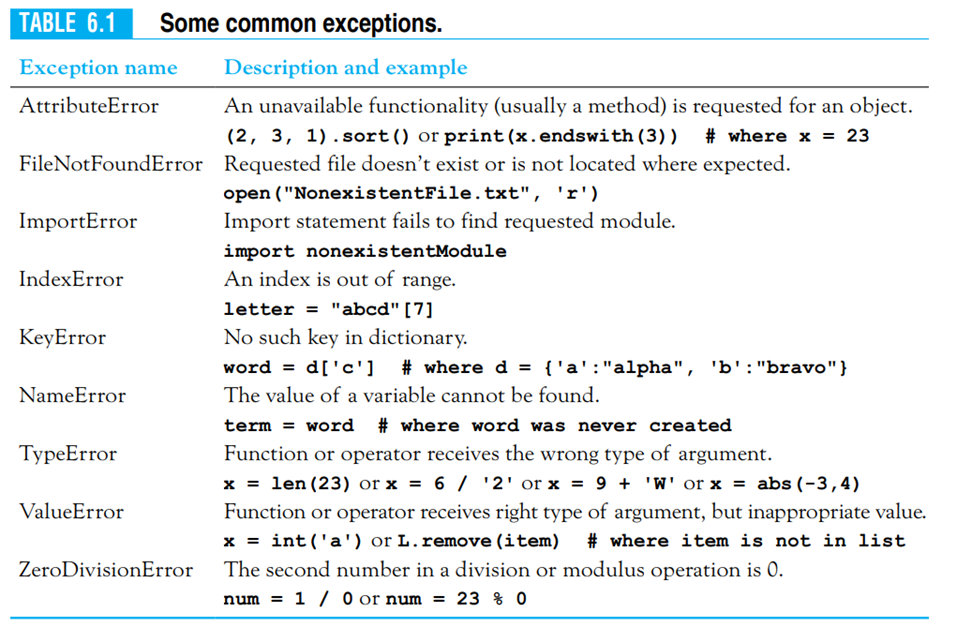 TABLE 6.1 Some common exceptions.
Exception name Description and example
AttributeError An unavailable functionality (usually a method) is requested for an object.
(2, 3, 1).sort() or print(x.endswith(3))  # where x = 23
FileNotFoundError Requested file doesn't exist or is not located where expected.
open("NonexistentFile.txt", 'r')
ImportError Import statement fails to find requested module.
import nonexistentModule
IndexError An index is out of range.
letter = "abcd"[7]
KeyError No such key in dictionary.
word = d['c']  # where d = {'a':"alpha", 'b':"bravo"}
NameError The value of a variable cannot be found.
term = word  # where word was never created
TypeError Function or operator receives the wrong type of argument.
x = len(23) or x = 6 / '2' or x = 9 + 'W' or x = abs(-3,4)
ValueError Function or operator receives right type of argument, but inappropriate value.
x = int('a') or L.remove(item)  # where item is not in list
ZeroDivisionError The second number in a division or modulus operation is 0.
num = 1 / 0 or num = 23 % 0